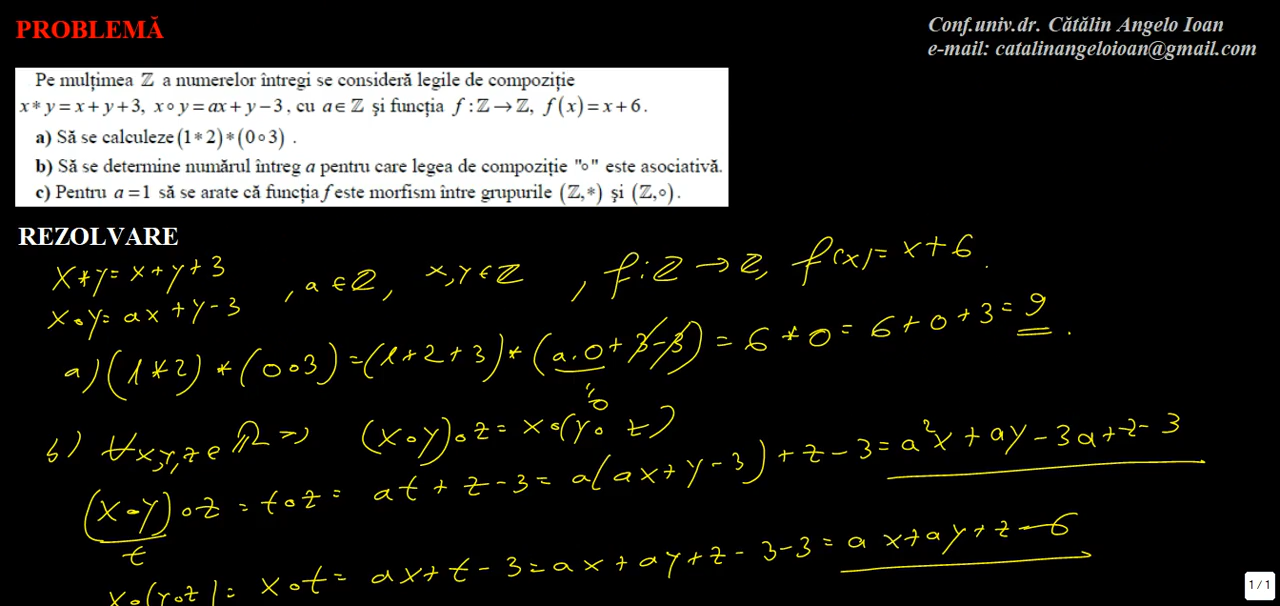 PROBLEMĂ
Conf.univ.dr. Cătălin Angelo Ioan
e-mail: catalinangeloioan@gmail.com
Pe mulțimea ℤ a numerelor întregi se consideră legile de compoziție
x*y=x+y+3, x∘y=ax+y−3, cu a∈ℤ și funcția f:ℤ→ℤ, f(x)=x+6.
a) Să se calculeze (1*2)*(0∘3).
b) Să se determine numărul întreg a pentru care legea de compoziție "∘" este asociativă.
c) Pentru a=1 să se arate că funcția f este morfism între grupurile (ℤ,*) și (ℤ,∘).
REZOLVARE
x*y=x+y+3
x∘y=ax+y-3 , a∈ℤ, x,y∈ℤ , f:ℤ→ℤ, f(x)=x+6.
a) (1*2)*(0∘3)=(1+2+3)*(a·0+3-3)=6*0=6+0+3=9.
"0
b) ∀x,y,z∈ℤ => (x∘y)∘z=x∘(y∘z)
(x∘y)∘z=t∘z=at+z-3=a(ax+y-3)+z-3=a²x+ay-3a+z-3
t
x∘(y∘z)=x∘t=ax+t-3=ax+ay+z-3-3=ax+ay+z-6
1/1